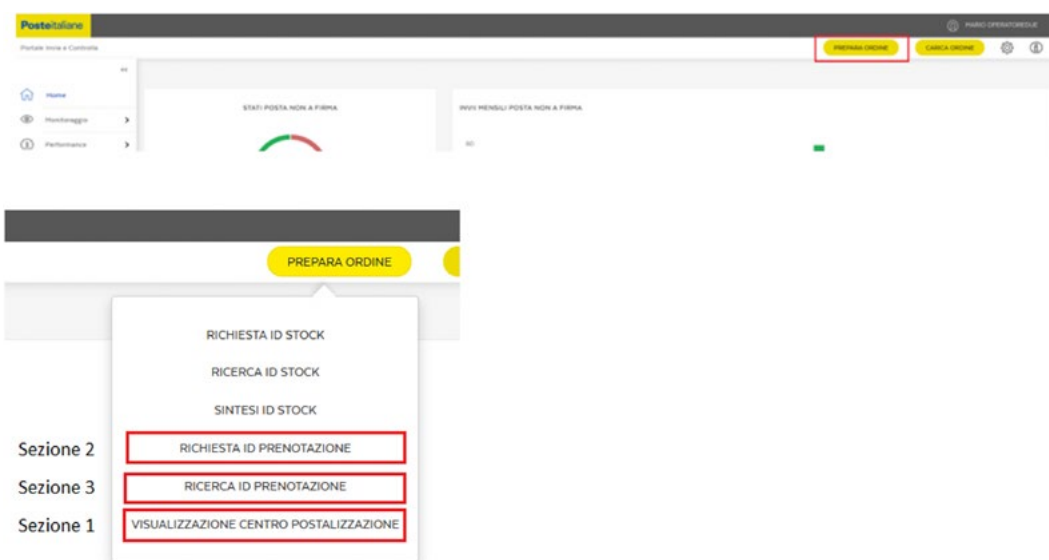 Posteitaliane
MARIO OPERATOREDUE
Portale Invio e Controllo
PREPARA ORDINE
CARICA ORDINE
Home
Monitoraggio
Performance
STATI POSTA NON A FIRMA
INVII MENSILI POSTA NON A FIRMA
PREPARA ORDINE
RICHIESTA ID STOCK
RICERCA ID STOCK
SINTESI ID STOCK
Sezione 2 RICHIESTA ID PRENOTAZIONE
Sezione 3 RICERCA ID PRENOTAZIONE
Sezione 1 VISUALIZZAZIONE CENTRO POSTALIZZAZIONE